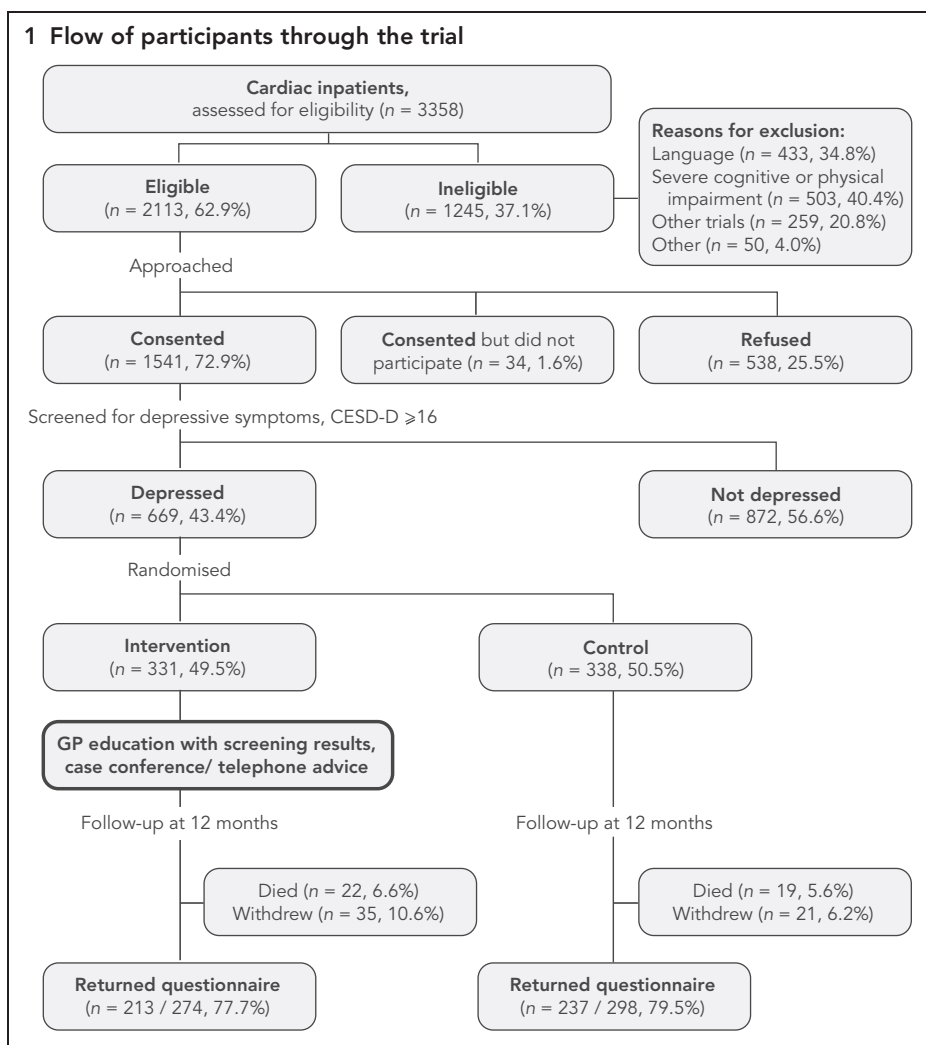 1 Flow of participants through the trial
Cardiac inpatients,
assessed for eligibility (n = 3358)
Reasons for exclusion:
Language (n = 433, 34.8%)
Severe cognitive or physical
impairment (n = 503, 40.4%)
Other trials (n = 259, 20.8%)
Other (n = 50, 4.0%)
Eligible
(n = 2113, 62.9%)
Ineligible
(n = 1245, 37.1%)
Approached
Consented
(n = 1541, 72.9%)
Consented but did not
participate (n = 34, 1.6%)
Refused
(n = 538, 25.5%)
Screened for depressive symptoms, CESD-D ⩾16
Depressed
(n = 669, 43.4%)
Not depressed
(n = 872, 56.6%)
Randomised
Intervention
(n = 331, 49.5%)
Control
(n = 338, 50.5%)
GP education with screening results,
case conference/ telephone advice
Follow-up at 12 months
Follow-up at 12 months
Died (n = 22, 6.6%)
Withdrew (n = 35, 10.6%)
Died (n = 19, 5.6%)
Withdrew (n = 21, 6.2%)
Returned questionnaire
(n = 213 / 274, 77.7%)
Returned questionnaire
(n = 237 / 298, 79.5%)